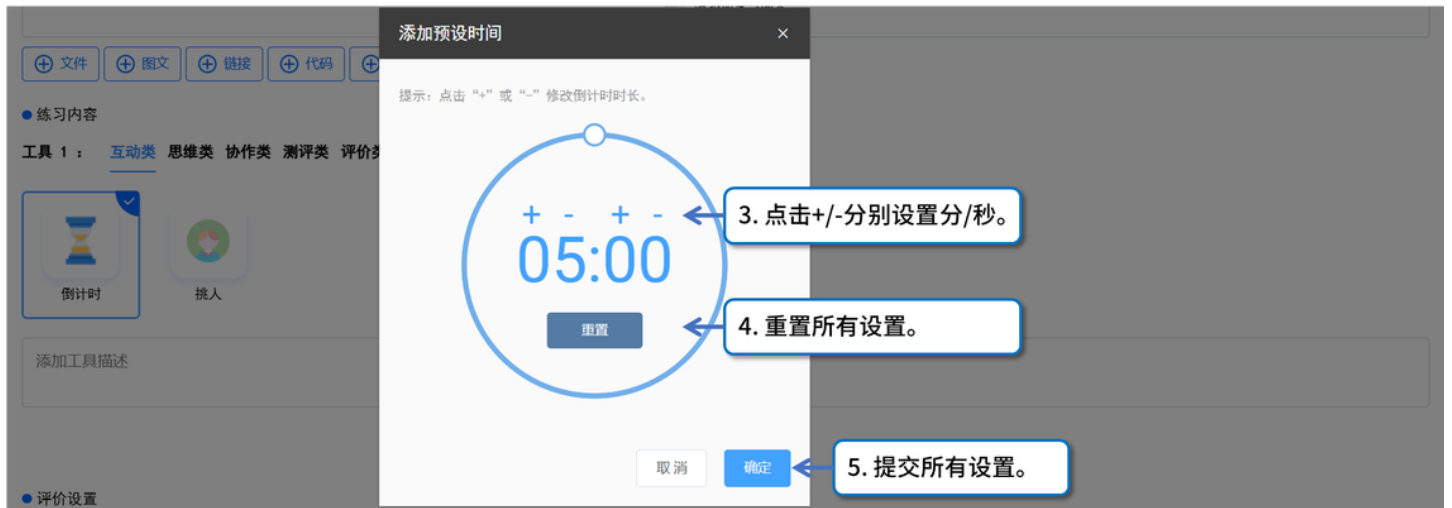 添加预设时间
×
文件
图文
链接
代码
提示：点击“+”或“-”修改倒计时时长。
练习内容
工具 1 ： 互动类 思维类 协作类 测评类 评价类
+ - + -
05:00
3. 点击+/-分别设置分/秒。
倒计时
挑人
重置
4. 重置所有设置。
添加工具描述
取消
确定
5. 提交所有设置。
评价设置